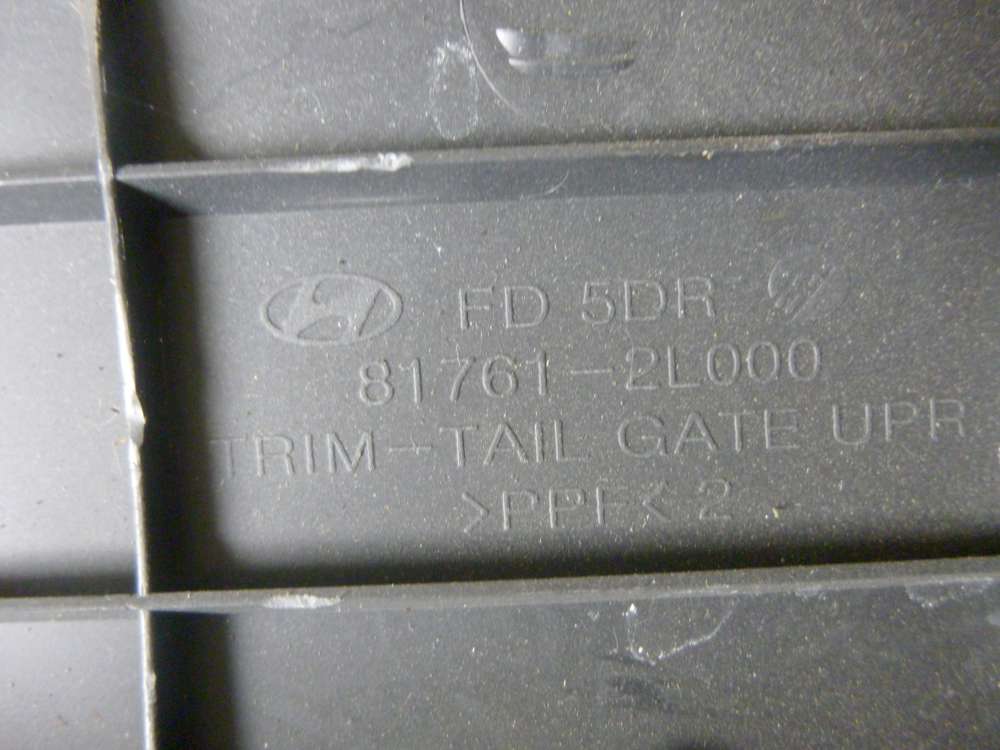 FD 5DR
81761-2L000
TRIM-TAIL GATE UPR
>PPF< 2